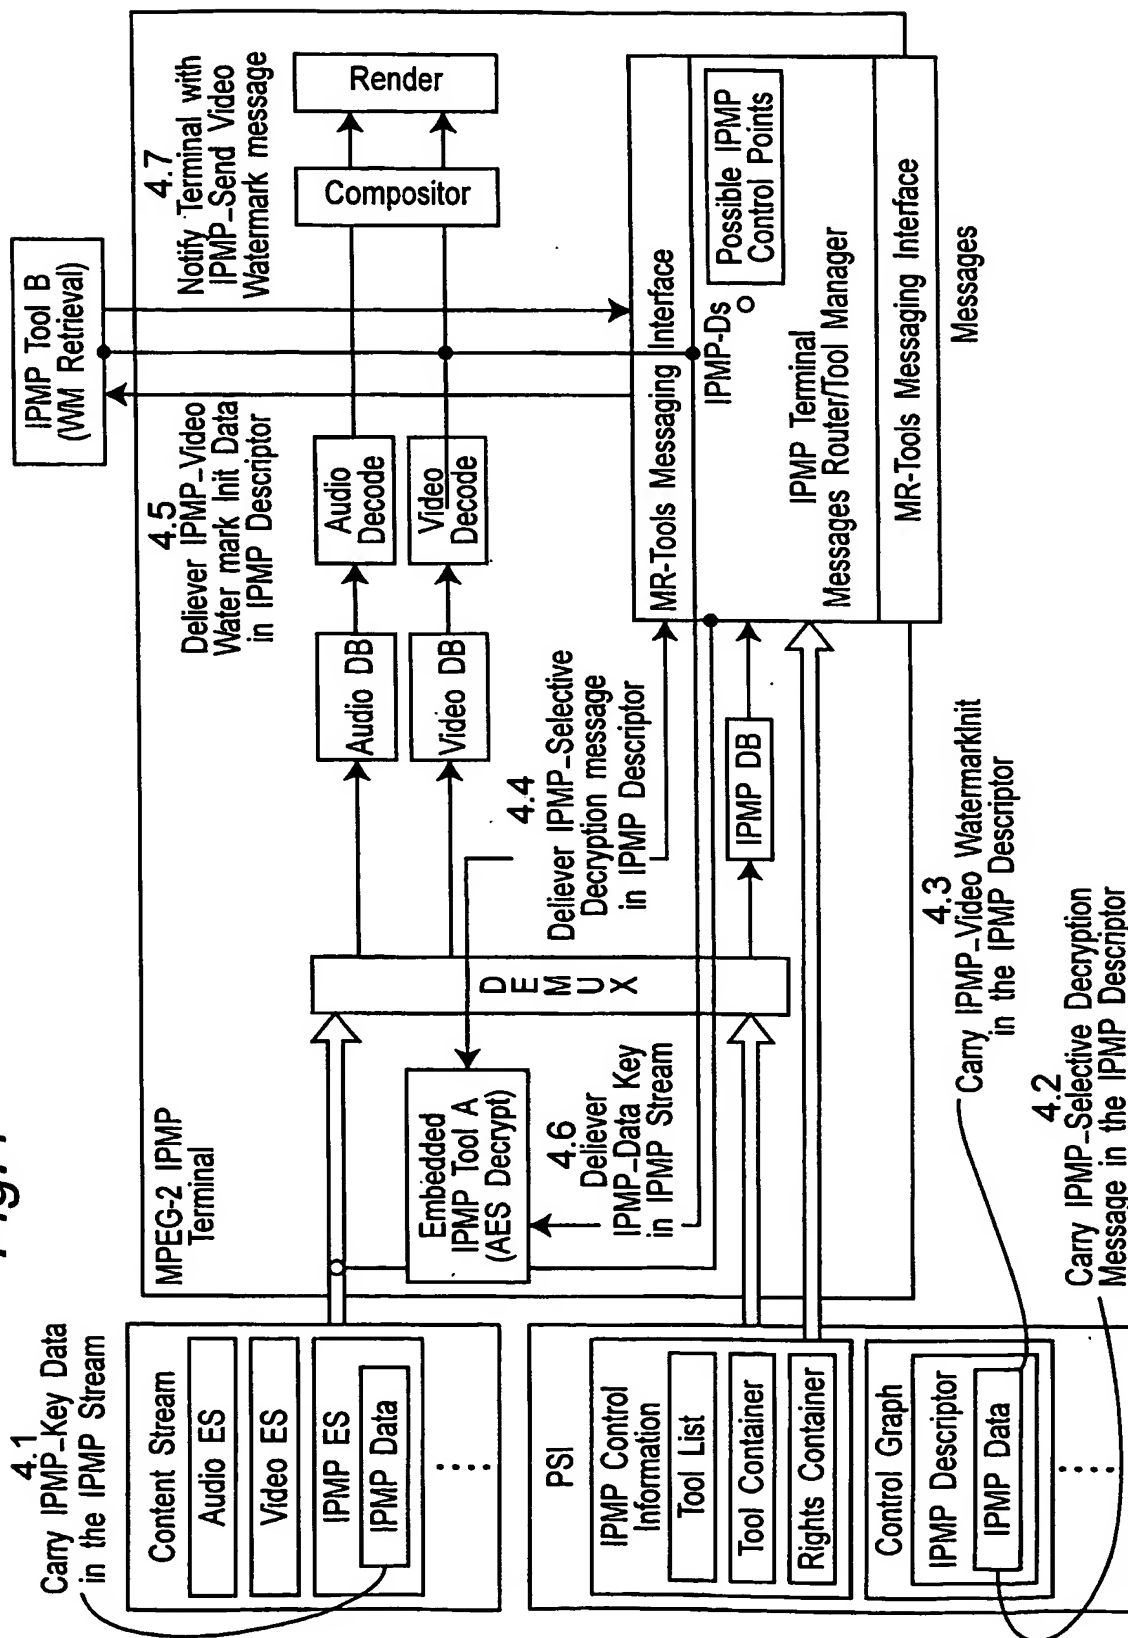 Fig. 7
4.1
Carry IPMP_Key Data
in the IPMP Stream
Content Stream
Audio ES
Video ES
IPMP ES
IPMP Data
PSI
IPMP Control
Information
Tool List
Tool Container
Rights Container
Control Graph
IPMP Descriptor
IPMP Data
MPEG-2 IPMP
Terminal
Embedded
IPMP Tool A
(AES Decrypt)
4.6
Deliever
IPMP_Data Key
in IPMP Stream
DEMUX
4.4
Deliever IPMP_Selective
Decryption message
in IPMP Descriptor
IPMP DB
Audio DB
Video DB
Audio
Decode
Video
Decode
4.5
Deliever IPMP_Video
Water mark Init Data
in IPMP Descriptor
IPMP Tool B
(WM Retrieval)
4.7
Notify Terminal with
IPMP_Send Video
Watermark message
Compositor
Render
MR-Tools Messaging Interface
IPMP-Ds
Possible IPMP
Control Points
IPMP Terminal
Messages Router/Tool Manager
MR-Tools Messaging Interface
Messages
4.3
Carry IPMP_Video WatermarkInit
in the IPMP Descriptor
4.2
Carry IPMP_Selective Decryption
Message in the IPMP Descriptor